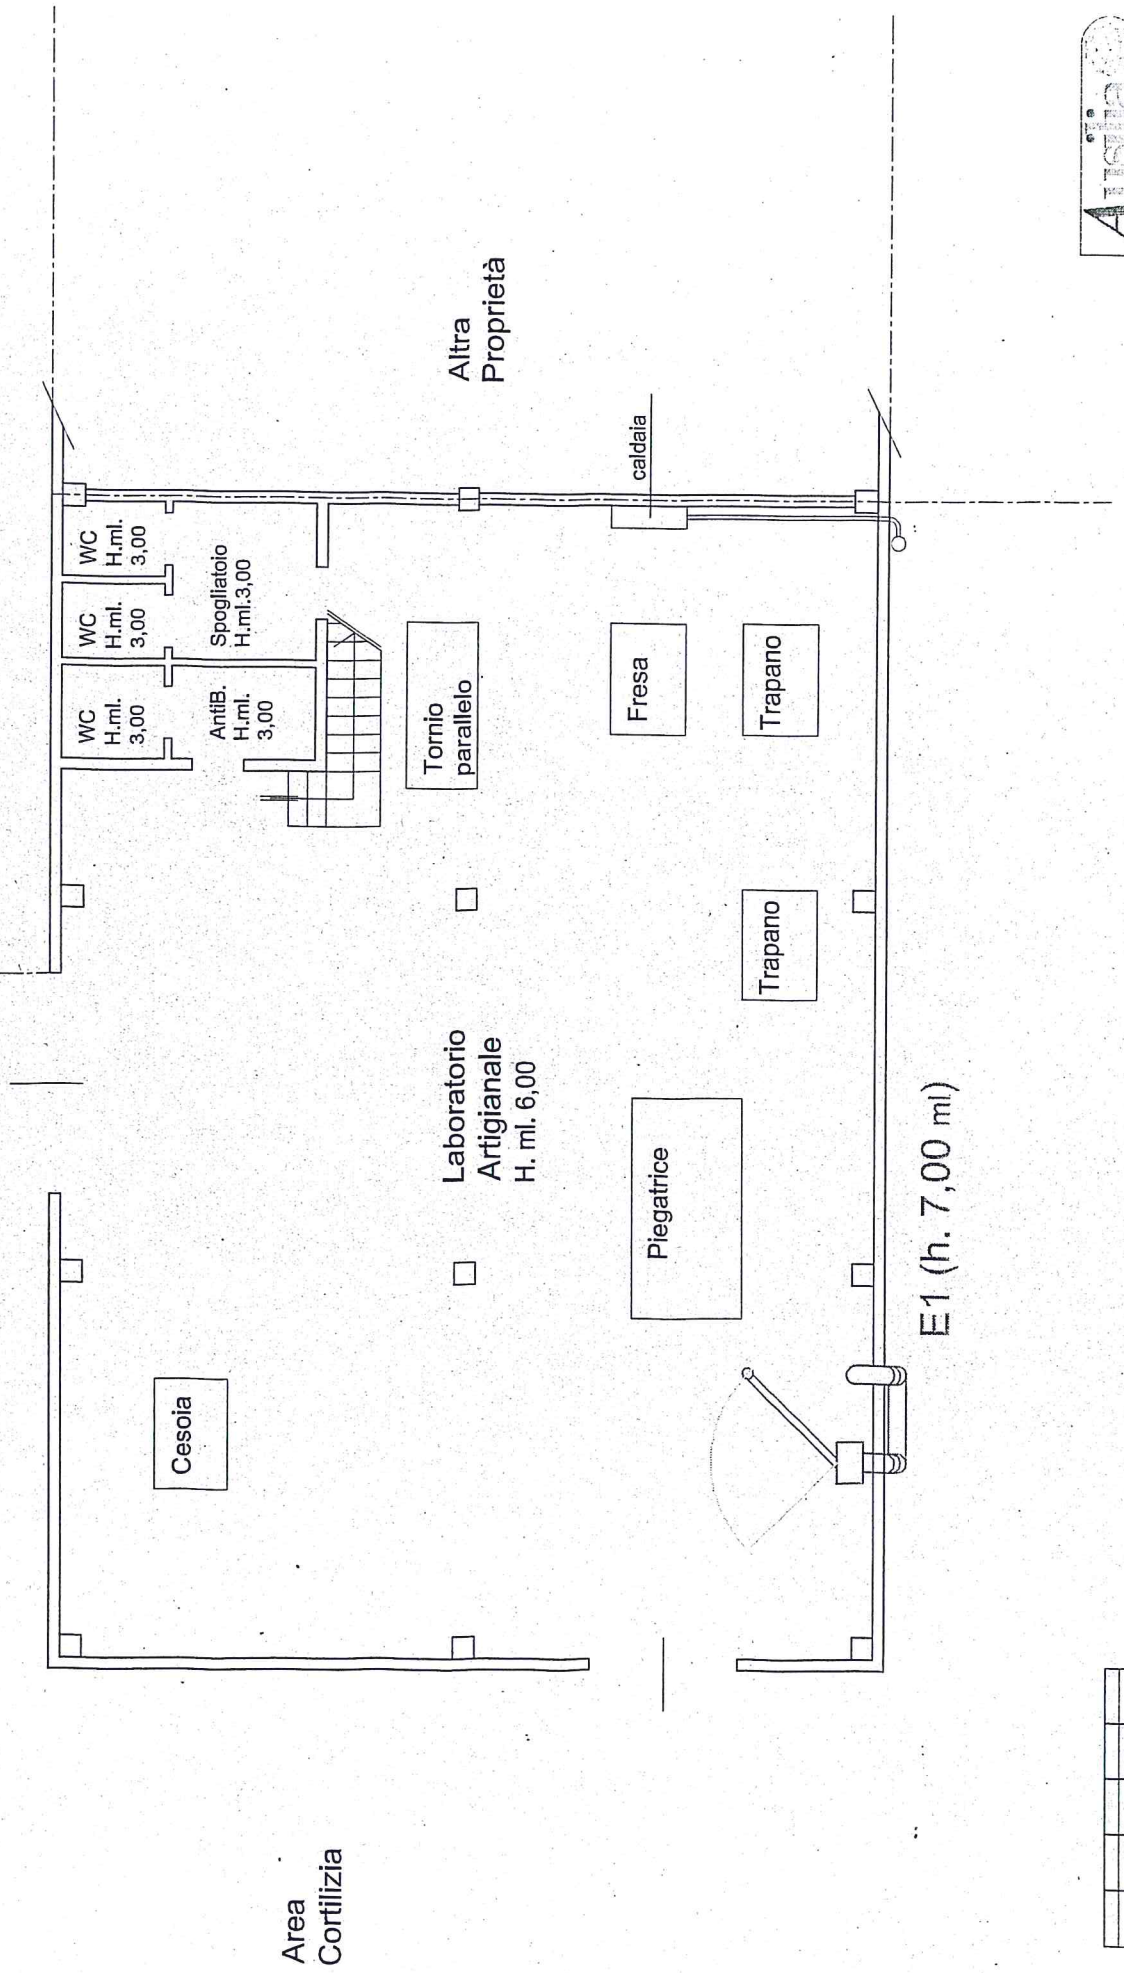 WC
H.ml.
3,00
WC
H.ml.
3,00
WC
H.ml.
3,00
AntiB.
H.ml.
3,00
Spogliatoio
H.ml.3,00
Altra
Proprietà
caldaia
Tornio
parallelo
Fresa
Trapano
Trapano
Laboratorio
Artigianale
H. ml. 6,00
Piegatrice
Cesoia
E1 (h. 7,00 ml)
Area
Cortilizia